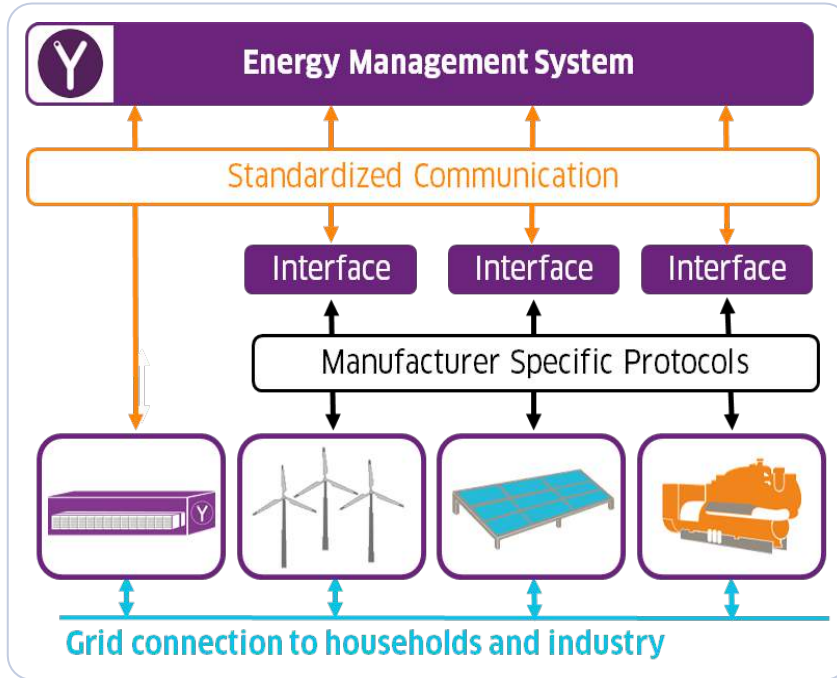 Y
Energy Management System
Standardized Communication
Interface
Interface
Interface
Manufacturer Specific Protocols
Y
Grid connection to households and industry